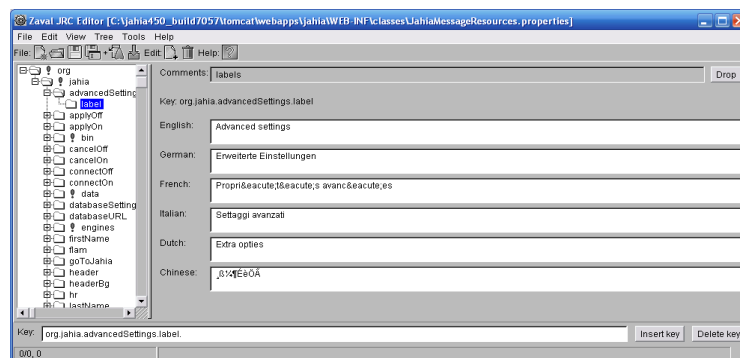 Zaval JRC Editor [C:\jahia450_build7057\tomcat\webapps\jahia\WEB-INF\classes\JahiaMessageResources.properties]
File Edit View Tree Tools Help
File: Edit: Help:
org
jahia
advancedSetting
label
applyOff
applyOn
bin
cancelOff
cancelOn
connectOff
connectOn
data
databaseSetting
databaseURL
engines
firstName
flam
goToJahia
header
headerBg
hr
lastName
Comments: labels Drop
Key: org.jahia.advancedSettings.label
English: Advanced settings
German: Erweiterte Einstellungen
French: Propri&eacute;t&eacute;s avanc&eacute;es
Italian: Settaggi avanzati
Dutch: Extra opties
Chinese: ¸ß¼¶ÉèÖÃ
Key: org.jahia.advancedSettings.label. Insert key Delete key
0/0, 0